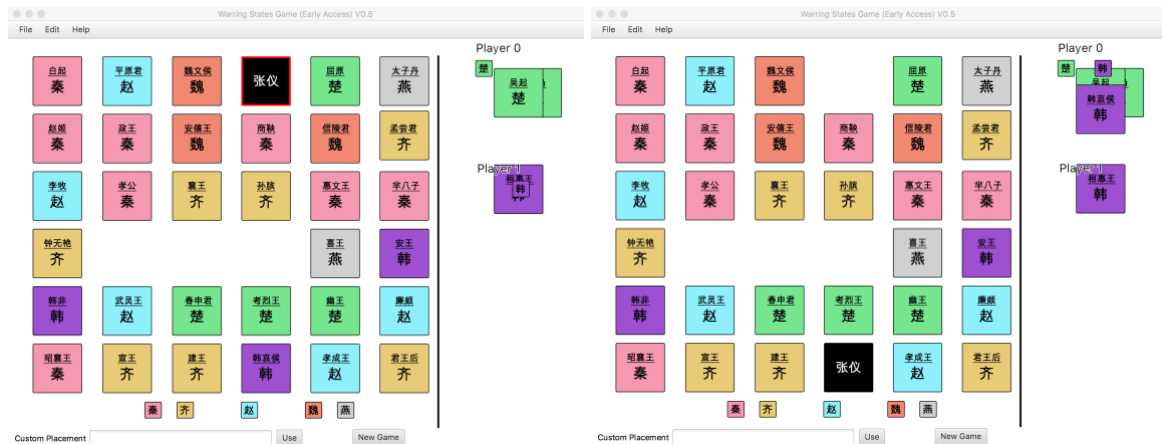 Warring States Game (Early Access) V0.5
File Edit Help
白起 平原君 魏文侯 张仪 屈原 太子丹
秦 赵 魏 楚 燕
赵姬 政王 安僖王 商鞅 信陵君 孟尝君
秦 秦 魏 秦 魏 齐
李牧 孝公 襄王 孙膑 惠文王 芈八子
赵 秦 齐 齐 秦 秦
钟无艳 喜王 安王
齐 燕 韩
韩非 武灵王 春申君 考烈王 幽王 廉颇
韩 赵 楚 楚 楚 赵
昭襄王 宣王 建王 韩哀侯 孝成王 君王后
秦 齐 齐 韩 赵 齐
秦 齐 赵 魏 燕
Custom Placement Use New Game
Player 0
楚
吴起
楚
Player 1
桓惠王
韩
Warring States Game (Early Access) V0.5
File Edit Help
白起 平原君 魏文侯 屈原 太子丹
秦 赵 魏 楚 燕
赵姬 政王 安僖王 商鞅 信陵君 孟尝君
秦 秦 魏 秦 魏 齐
李牧 孝公 襄王 孙膑 惠文王 芈八子
赵 秦 齐 齐 秦 秦
钟无艳 喜王 安王
齐 燕 韩
韩非 武灵王 春申君 考烈王 幽王 廉颇
韩 赵 楚 楚 楚 赵
昭襄王 宣王 建王 张仪 孝成王 君王后
秦 齐 齐 赵 齐
秦 齐 赵 魏 燕
Custom Placement Use New Game
Player 0
楚 韩
吴起
韩哀侯
韩
Player 1
桓惠王
韩